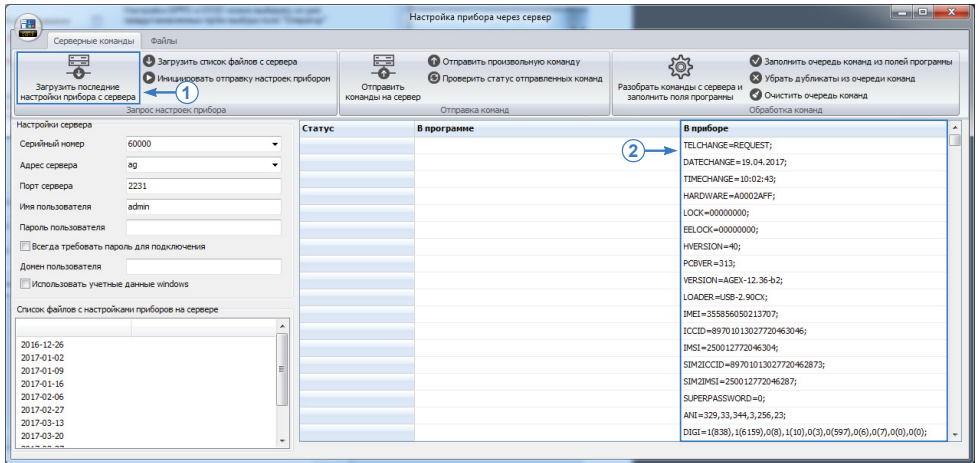 Настройка прибора через сервер
Серверные команды Файлы
Загрузить последние
настройки прибора с сервера
Загрузить список файлов с сервера
Инициировать отправку настроек прибором
Запрос настроек прибора
1
Отправить
команды на сервер
Отправить произвольную команду
Проверить статус отправленных команд
Отправка команд
Разобрать команды с сервера и
заполнить поля программы
Заполнить очередь команд из полей программы
Убрать дубликаты из очереди команд
Очистить очередь команд
Обработка команд
Настройки сервера
Серийный номер 60000
Адрес сервера ag
Порт сервера 2231
Имя пользователя admin
Пароль пользователя
Всегда требовать пароль для подключения
Домен пользователя
Использовать учетные данные windows
Список файлов с настройками приборов на сервере
2016-12-26
2017-01-02
2017-01-09
2017-01-16
2017-02-06
2017-02-27
2017-03-13
2017-03-20
Статус В программе В приборе
2
TELCHANGE=REQUEST;
DATECHANGE=19.04.2017;
TIMECHANGE=10:02:43;
HARDWARE=A0002AFF;
LOCK=00000000;
EELOCK=00000000;
HVERSION=40;
PCBVER=313;
VERSION=AGEX-12.36-b2;
LOADER=USB-2.90CX;
IMEI=355856050213707;
ICCID=89701013027720463046;
IMSI=250012772046304;
SIM2ICCID=89701013027720462873;
SIM2IMSI=250012772046287;
SUPERPASSWORD=0;
ANI=329,33,344,3,256,23;
DIGI=1(838),1(6159),0(8),1(10),0(3),0(597),0(6),0(7),0(0),0(0);